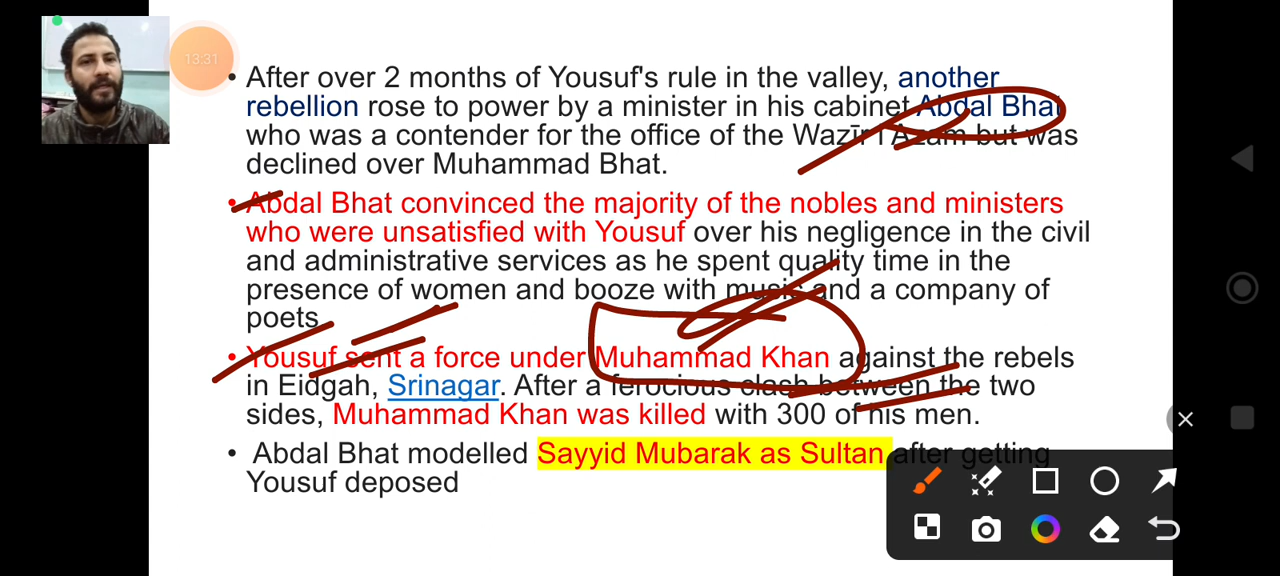 13:31
• After over 2 months of Yousuf's rule in the valley, another
rebellion rose to power by a minister in his cabinet Abdal Bhat
who was a contender for the office of the Wazīr i Azam but was
declined over Muhammad Bhat.
• Abdal Bhat convinced the majority of the nobles and ministers
who were unsatisfied with Yousuf over his negligence in the civil
and administrative services as he spent quality time in the
presence of women and booze with music and a company of
poets
• Yousuf sent a force under Muhammad Khan against the rebels
in Eidgah, Srinagar. After a ferocious clash between the two
sides, Muhammad Khan was killed with 300 of his men.
• Abdal Bhat modelled Sayyid Mubarak as Sultan after getting
Yousuf deposed